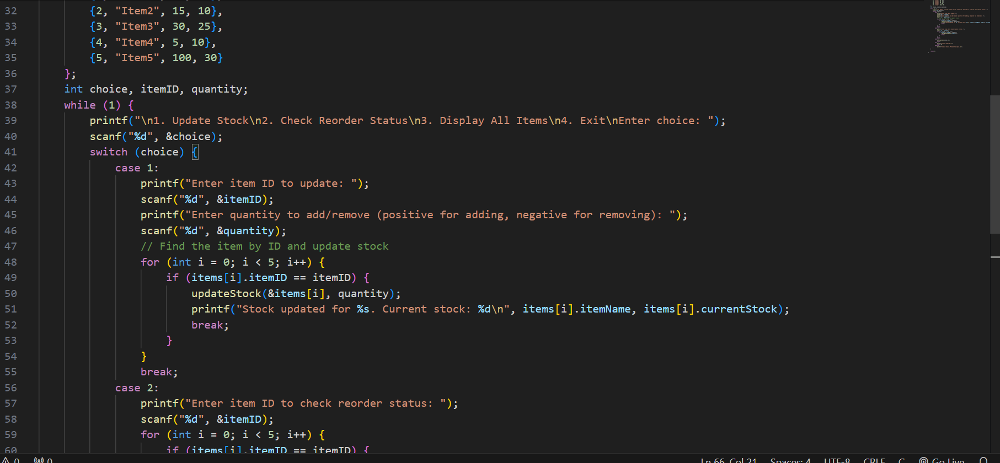 32 {2, "Item2", 15, 10},
33 {3, "Item3", 30, 25},
34 {4, "Item4", 5, 10},
35 {5, "Item5", 100, 30}
36 };
37 int choice, itemID, quantity;
38 while (1) {
39 printf("\n1. Update Stock\n2. Check Reorder Status\n3. Display All Items\n4. Exit\nEnter choice: ");
40 scanf("%d", &choice);
41 switch (choice) {
42 case 1:
43 printf("Enter item ID to update: ");
44 scanf("%d", &itemID);
45 printf("Enter quantity to add/remove (positive for adding, negative for removing): ");
46 scanf("%d", &quantity);
47 // Find the item by ID and update stock
48 for (int i = 0; i < 5; i++) {
49 if (items[i].itemID == itemID) {
50 updateStock(&items[i], quantity);
51 printf("Stock updated for %s. Current stock: %d\n", items[i].itemName, items[i].currentStock);
52 break;
53 }
54 }
55 break;
56 case 2:
57 printf("Enter item ID to check reorder status: ");
58 scanf("%d", &itemID);
59 for (int i = 0; i < 5; i++) {
60 if (items[i].itemID == itemID) {
0 0 Ln 66, Col 21 Spaces: 4 UTF-8 CRLF C Go Live